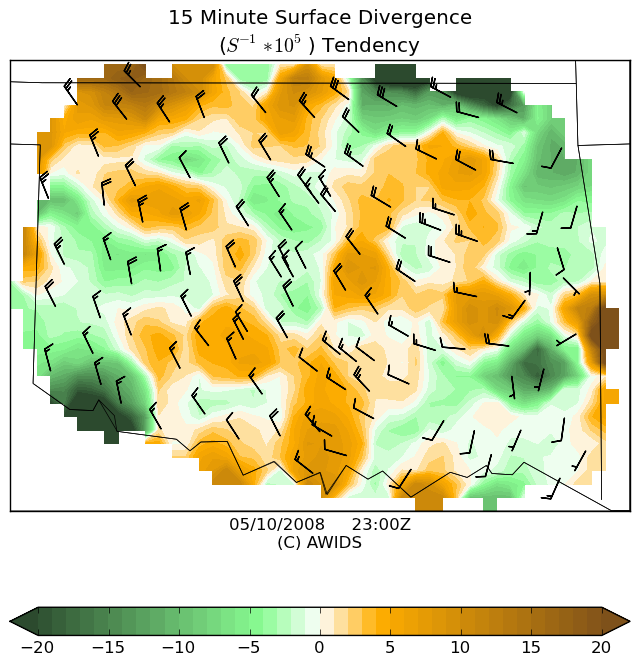 15 Minute Surface Divergence
(S⁻¹ * 10⁵ ) Tendency
05/10/2008 23:00Z
(C) AWIDS
−20 −15 −10 −5 0 5 10 15 20